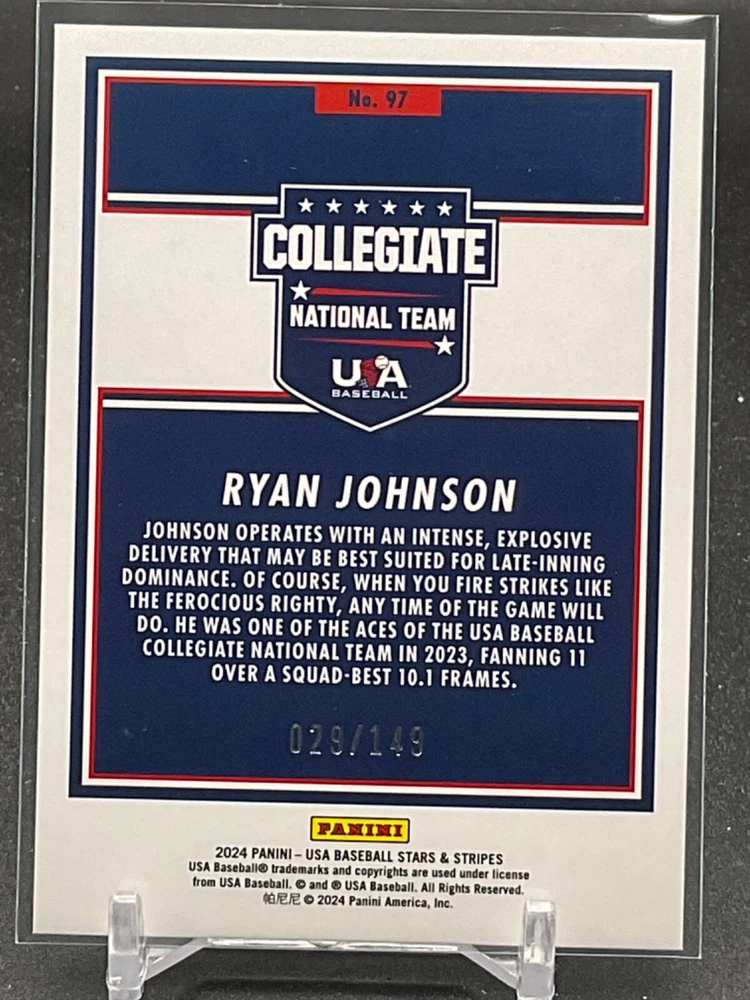 No. 97
COLLEGIATE
NATIONAL TEAM
USA
BASEBALL
RYAN JOHNSON
JOHNSON OPERATES WITH AN INTENSE, EXPLOSIVE
DELIVERY THAT MAY BE BEST SUITED FOR LATE-INNING
DOMINANCE. OF COURSE, WHEN YOU FIRE STRIKES LIKE
THE FEROCIOUS RIGHTY, ANY TIME OF THE GAME WILL
DO. HE WAS ONE OF THE ACES OF THE USA BASEBALL
COLLEGIATE NATIONAL TEAM IN 2023, FANNING 11
OVER A SQUAD-BEST 10.1 FRAMES.
029/149
PANINI
2024 PANINI – USA BASEBALL STARS & STRIPES
USA Baseball® trademarks and copyrights are used under license
from USA Baseball. © and ® USA Baseball. All Rights Reserved.
帕尼尼 © 2024 Panini America, Inc.